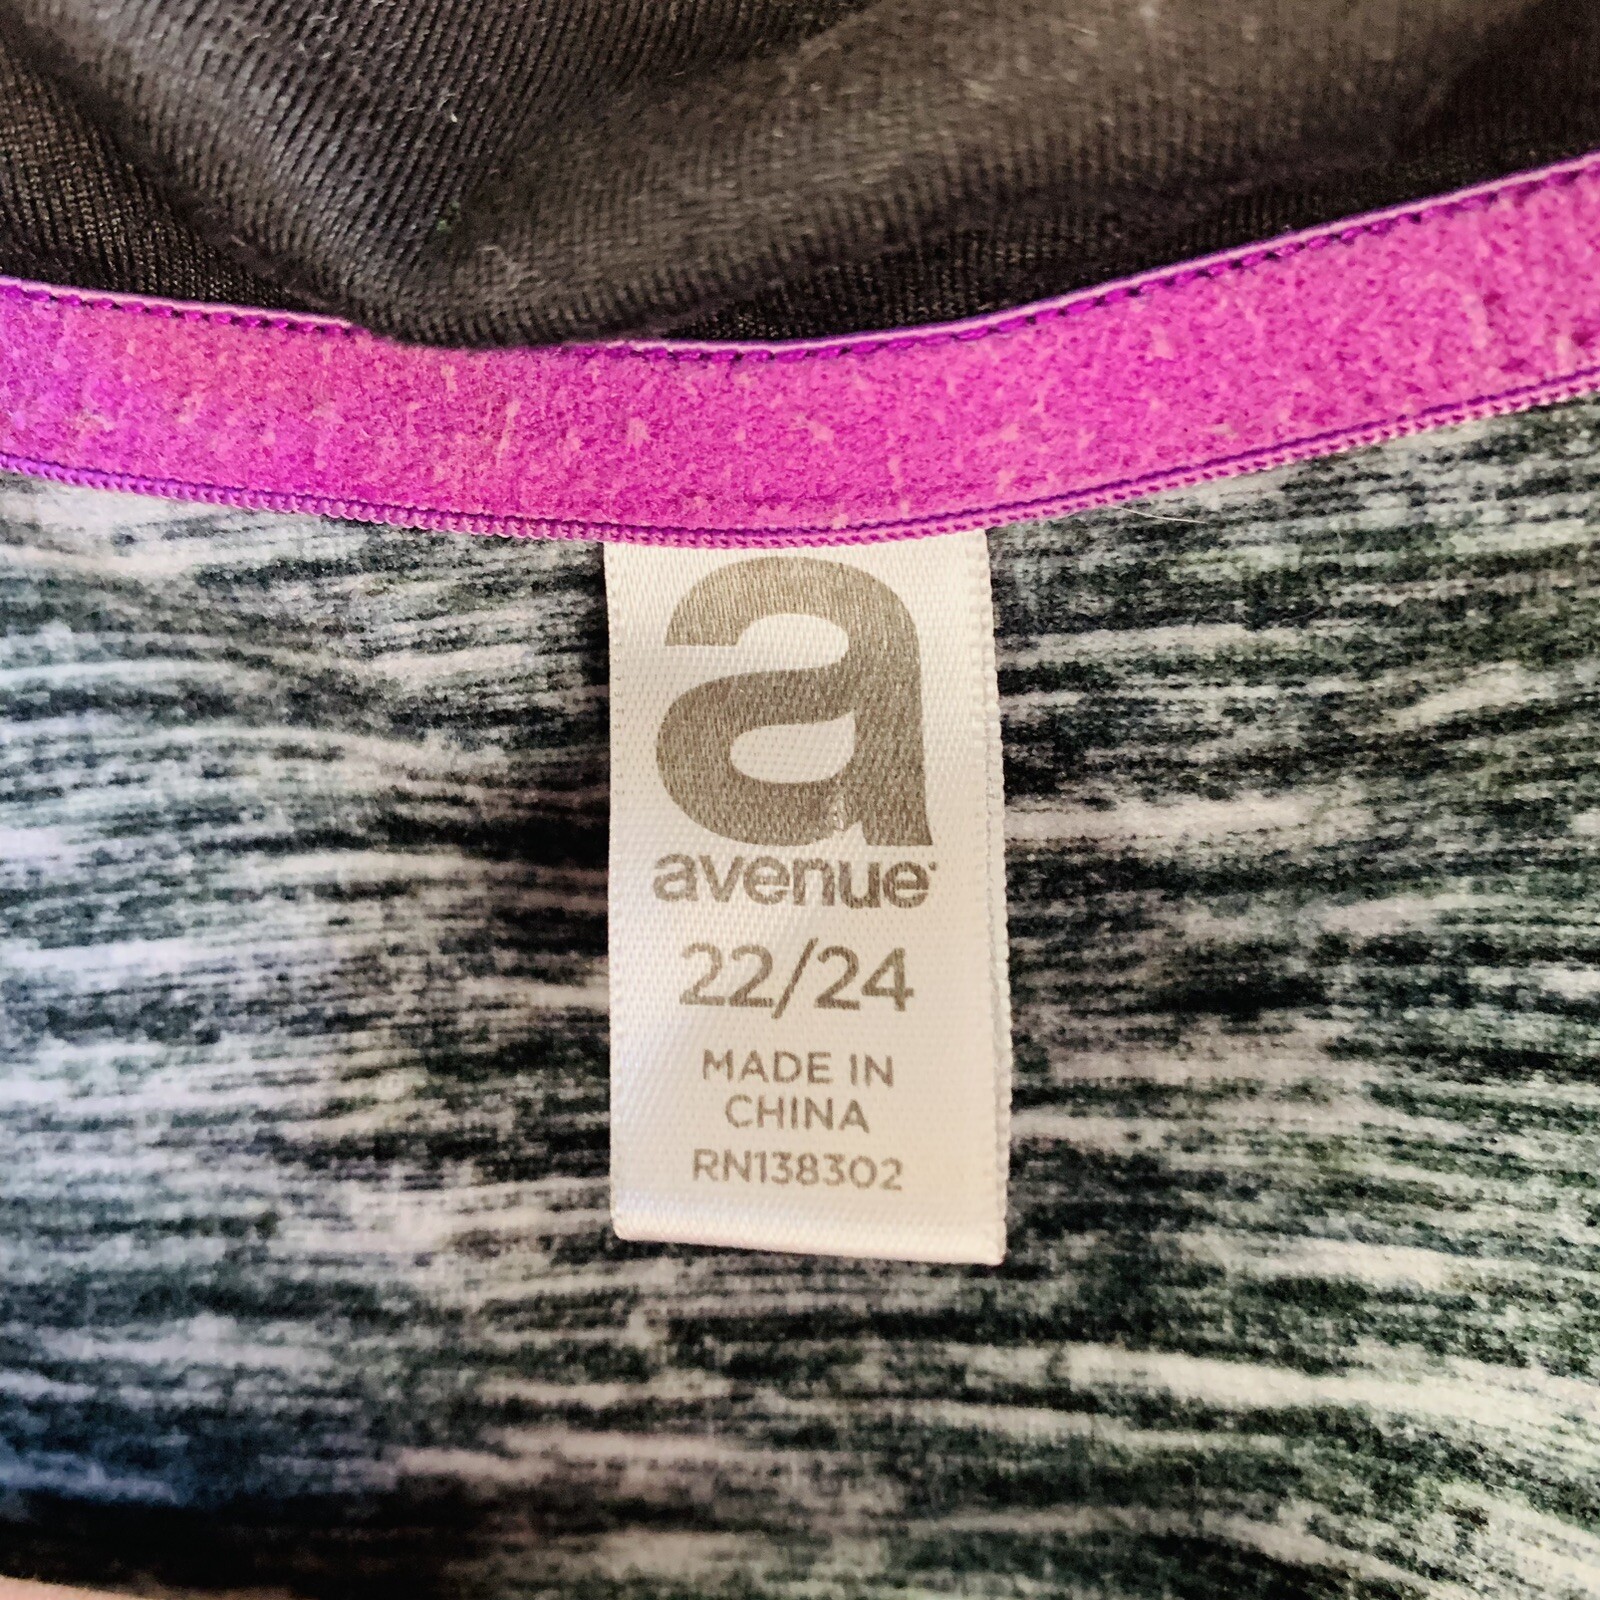 a
avenue
22/24
MADE IN
CHINA
RN138302